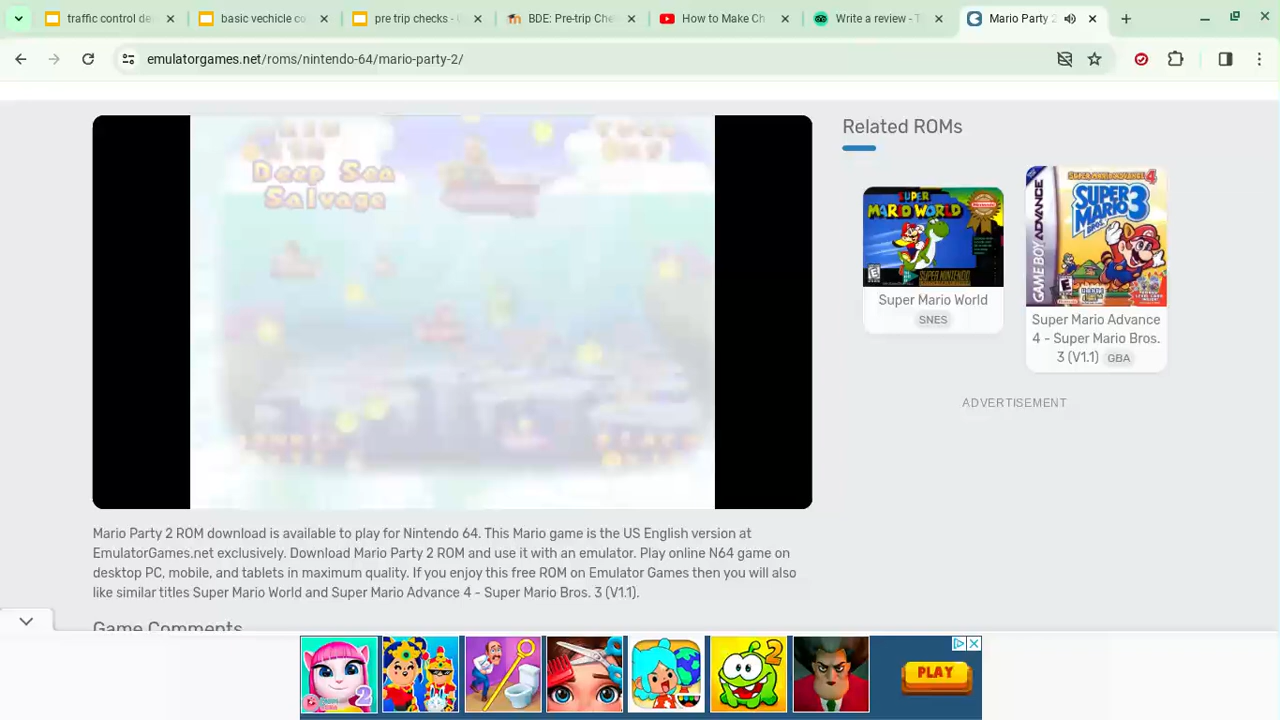 traffic control de
basic vechicle co
pre trip checks - 
BDE: Pre-trip Che
How to Make Ch
Write a review - T
Mario Party 2
emulatorgames.net/roms/nintendo-64/mario-party-2/
Deep Sea
Salvage
Related ROMs
SUPER
MARIO WORLD
SUPER NINTENDO
Super Mario World
SNES
GAME BOY ADVANCE
SUPER MARIO ADVANCE 4
SUPER
MARIO BROS. 3
Super Mario Advance
4 - Super Mario Bros.
3 (V1.1) GBA
ADVERTISEMENT
Mario Party 2 ROM download is available to play for Nintendo 64. This Mario game is the US English version at
EmulatorGames.net exclusively. Download Mario Party 2 ROM and use it with an emulator. Play online N64 game on
desktop PC, mobile, and tablets in maximum quality. If you enjoy this free ROM on Emulator Games then you will also
like similar titles Super Mario World and Super Mario Advance 4 - Super Mario Bros. 3 (V1.1).
Game Comments
2
2
PLAY